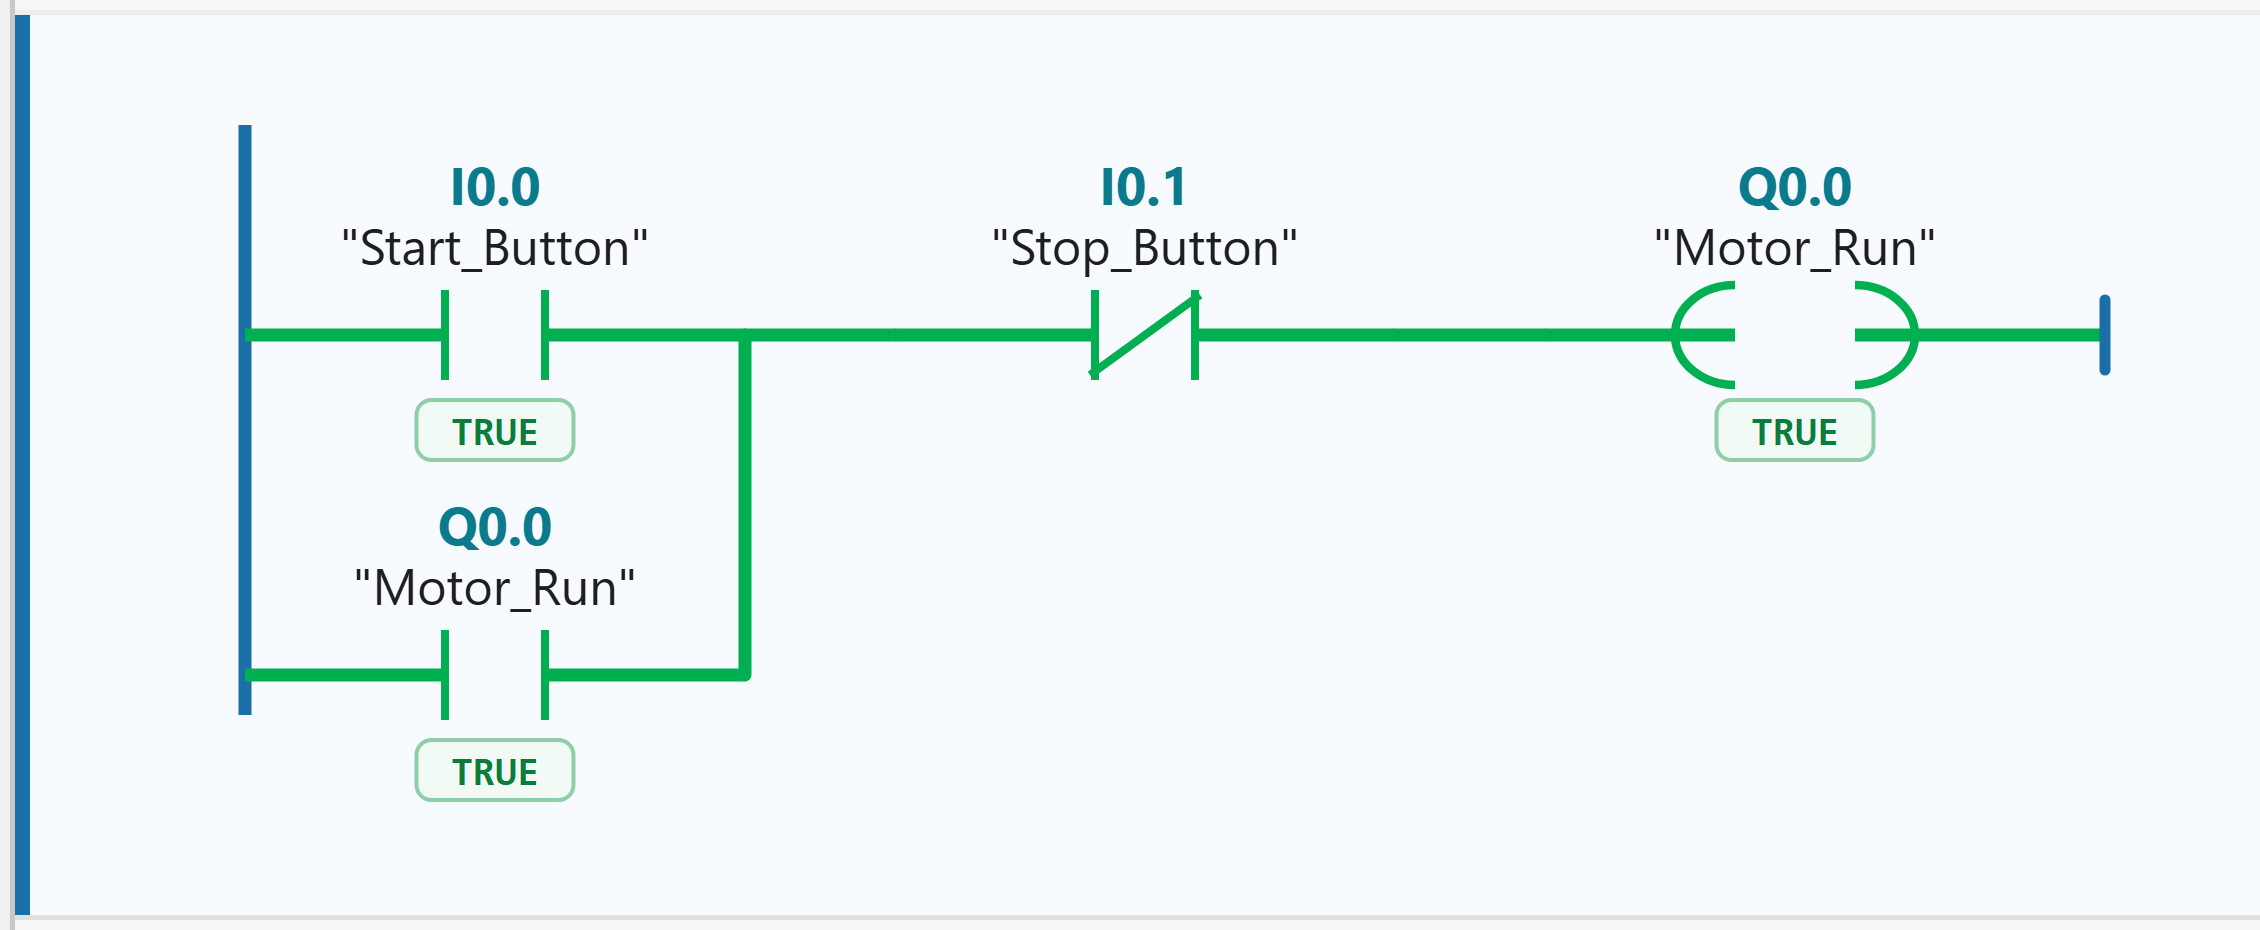 I0.0
"Start_Button"
TRUE
I0.1
"Stop_Button"
Q0.0
"Motor_Run"
TRUE
Q0.0
"Motor_Run"
TRUE